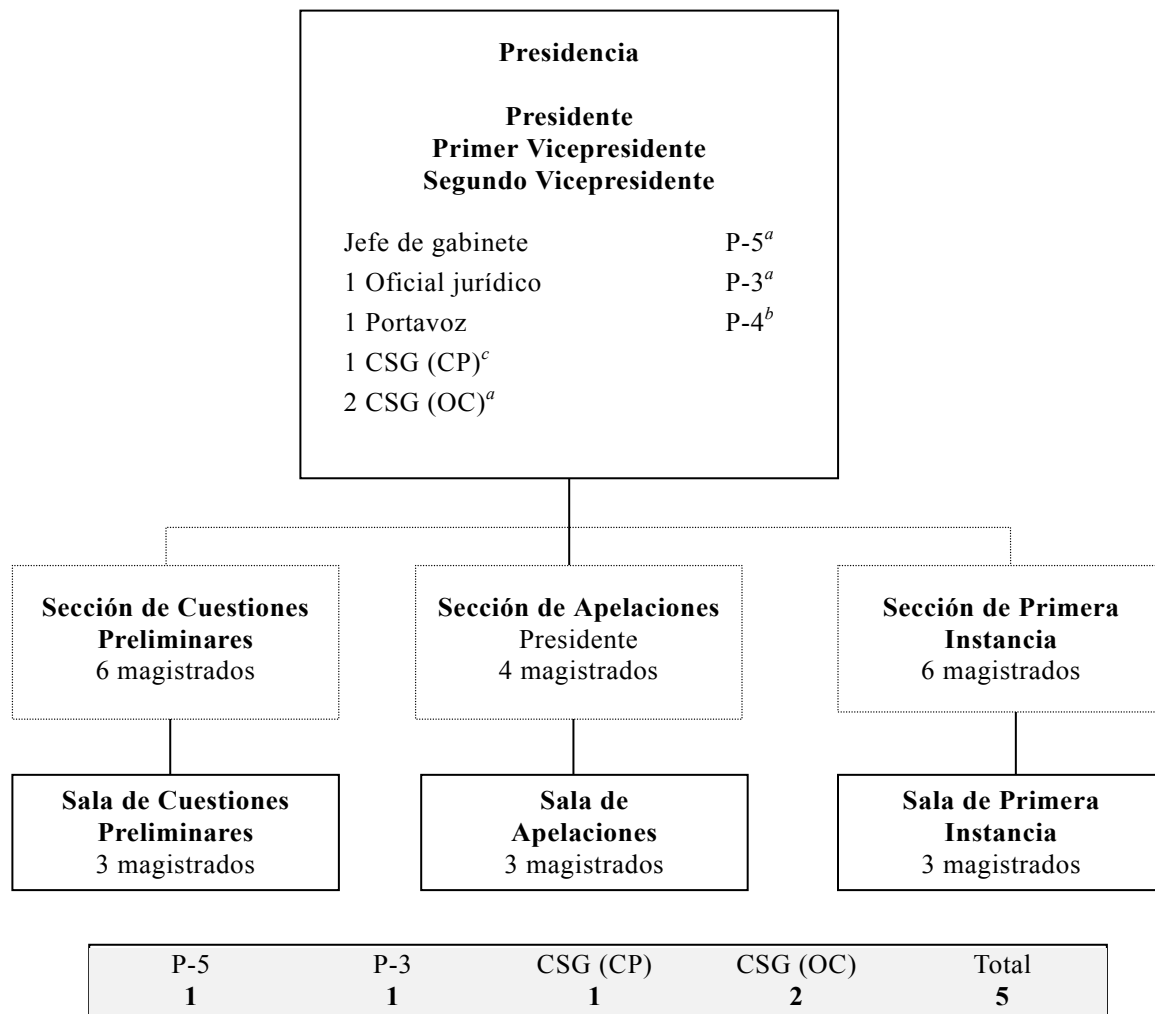 Presidencia
Presidente
Primer Vicepresidente
Segundo Vicepresidente
Jefe de gabinete P-5a
1 Oficial jurídico P-3a
1 Portavoz P-4b
1 CSG (CP)c
2 CSG (OC)a
Sección de Cuestiones
Preliminares
6 magistrados
Sección de Apelaciones
Presidente
4 magistrados
Sección de Primera
Instancia
6 magistrados
Sala de Cuestiones
Preliminares
3 magistrados
Sala de
Apelaciones
3 magistrados
Sala de Primera
Instancia
3 magistrados
P-5 P-3 CSG (CP) CSG (OC) Total
1 1 1 2 5